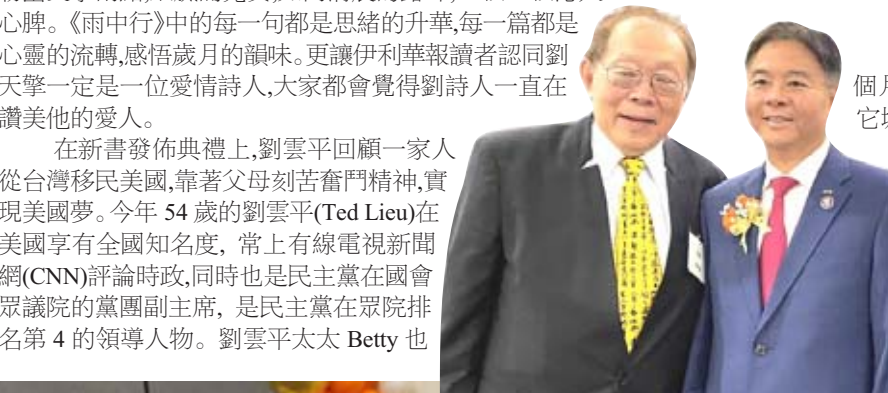 心脾。《雨中行》中的每一句都是思緒的升華,每一篇都是
心靈的流轉,感悟歲月的韻味。更讓伊利華報讀者認同劉
天擎一定是一位愛情詩人,大家都會覺得劉詩人一直在
讚美他的愛人。
在新書發佈典禮上,劉雲平回顧一家人
從台灣移民美國,靠著父母刻苦奮鬥精神,實
現美國夢。今年 54 歲的劉雲平(Ted Lieu)在
美國享有全國知名度, 常上有線電視新聞
網(CNN)評論時政,同時也是民主黨在國會
眾議院的黨團副主席, 是民主黨在眾院排
名第 4 的領導人物。劉雲平太太 Betty 也
個月
它